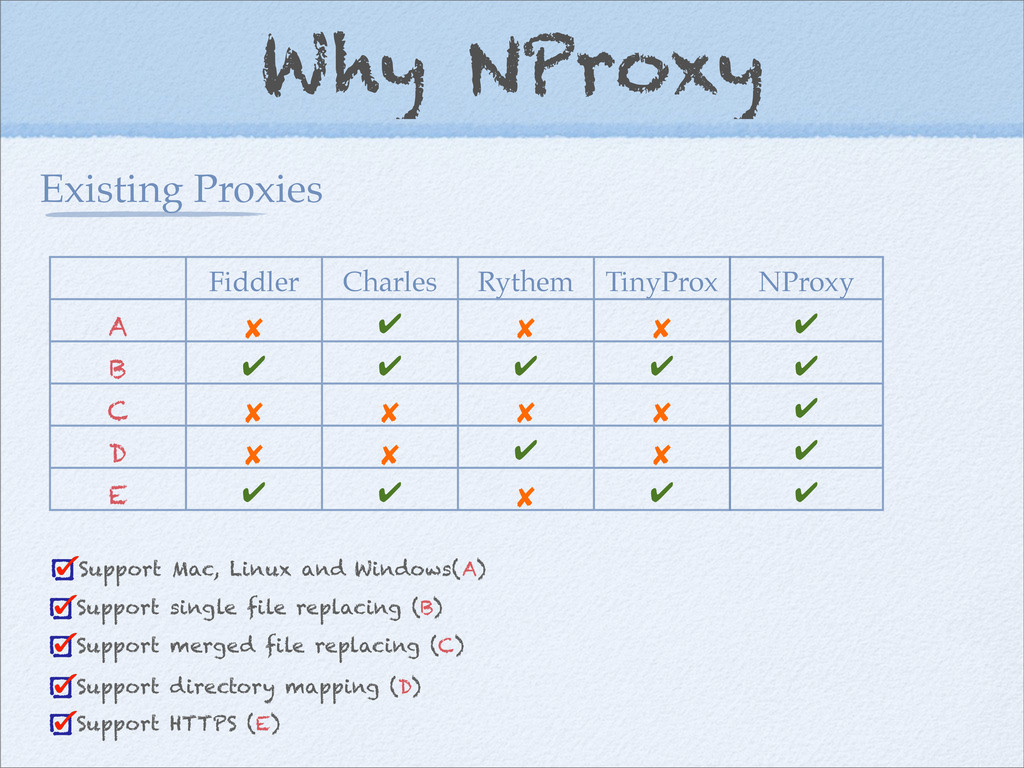 Why NProxy
Existing Proxies
Fiddler Charles Rythem TinyProx NProxy
A ✘ ✔ ✘ ✘ ✔
B ✔ ✔ ✔ ✔ ✔
C ✘ ✘ ✘ ✘ ✔
D ✘ ✘ ✔ ✘ ✔
E ✔ ✔ ✘ ✔ ✔
Support Mac, Linux and Windows(A)
Support single file replacing (B)
Support merged file replacing (C)
Support directory mapping (D)
Support HTTPS (E)